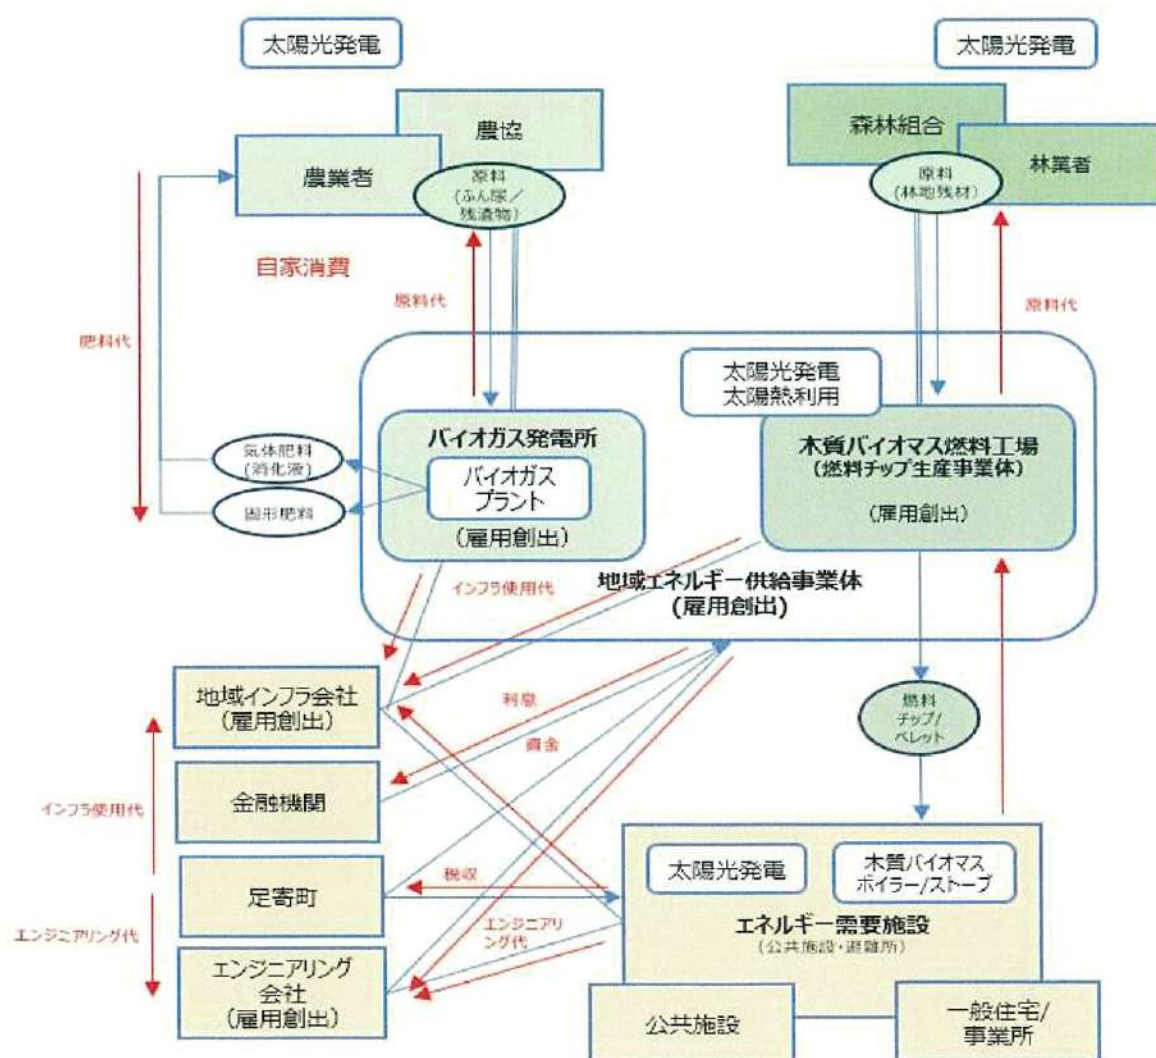 太陽光発電
太陽光発電
農協
農業者
原料
(ふん尿/
残渣物)
森林組合
林業者
原料
(林地残材)
自家消費
原料代
原料代
肥料代
太陽光発電
太陽熱利用
バイオガス発電所
バイオガス
プラント
(雇用創出)
木質バイオマス燃料工場
(燃料チップ生産事業体)
(雇用創出)
気体肥料
(消化液)
固形肥料
インフラ使用代
地域エネルギー供給事業体
(雇用創出)
地域インフラ会社
(雇用創出)
利息
資金
燃料
チップ/
ペレット
金融機関
インフラ使用代
足寄町
税収
エンジニアリング代
エンジニアリ
ング代
エンジニアリング
会社
(雇用創出)
太陽光発電
木質バイオマス
ボイラー/ストーブ
エネルギー需要施設
(公共施設・避難所)
公共施設
一般住宅/
事業所